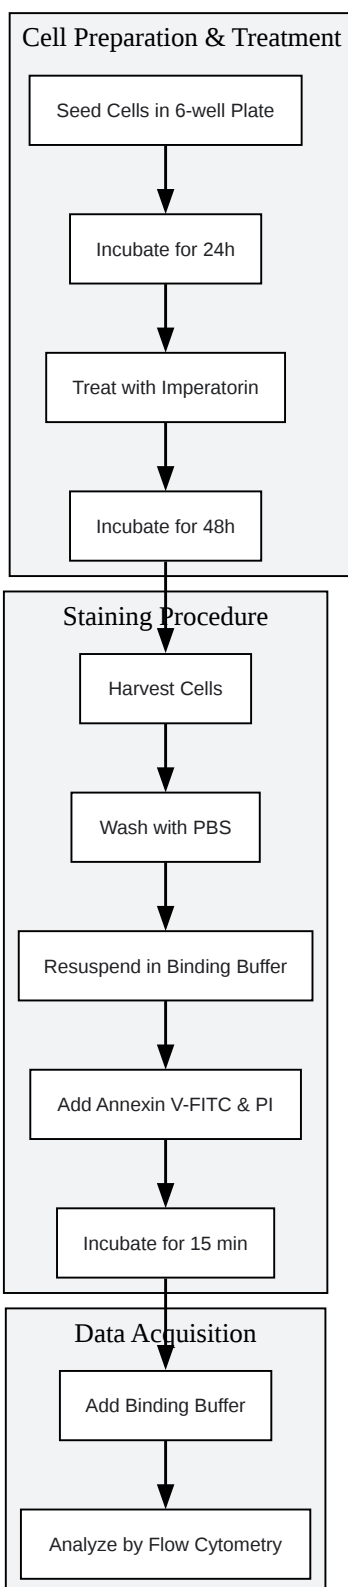 Cell Preparation & Treatment
Seed Cells in 6-well Plate
Incubate for 24h
Treat with Imperatorin
Incubate for 48h
Staining Procedure
Harvest Cells
Wash with PBS
Resuspend in Binding Buffer
Add Annexin V-FITC & PI
Incubate for 15 min
Data Acquisition
Add Binding Buffer
Analyze by Flow Cytometry